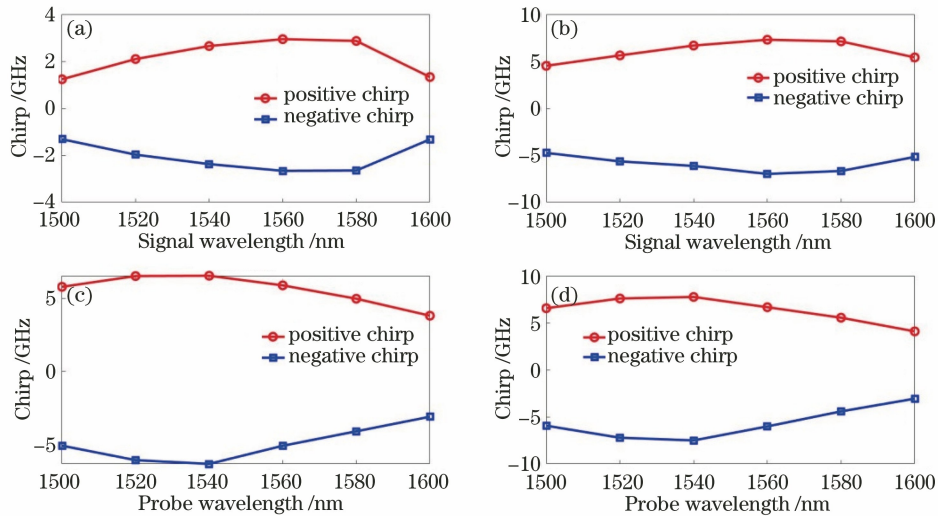 (a)
Chirp /GHz
4
2
0
−2
−4
positive chirp
negative chirp
1500 1520 1540 1560 1580 1600
Signal wavelength /nm
(b)
Chirp /GHz
10
5
0
−5
−10
positive chirp
negative chirp
1500 1520 1540 1560 1580 1600
Signal wavelength /nm
(c)
Chirp /GHz
5
0
−5
positive chirp
negative chirp
1500 1520 1540 1560 1580 1600
Probe wavelength /nm
(d)
Chirp /GHz
10
5
0
−5
−10
positive chirp
negative chirp
1500 1520 1540 1560 1580 1600
Probe wavelength /nm